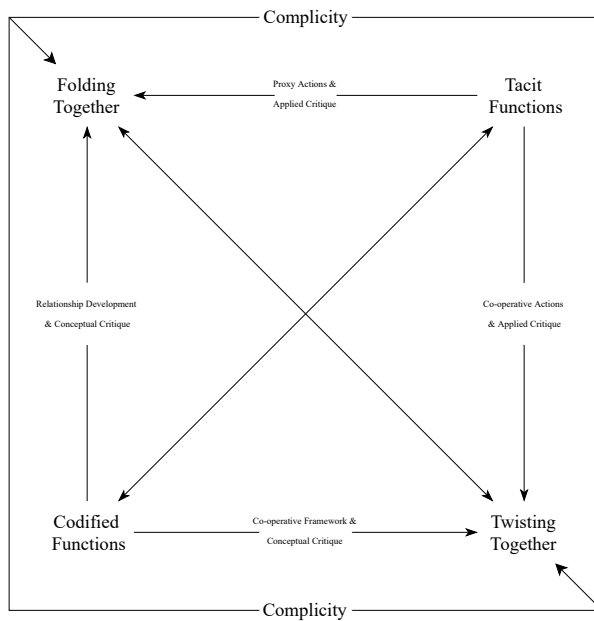 Complicity
Folding
Together
Proxy Actions &
Applied Critique
Tacit
Functions
Relationship Development
& Conceptual Critique
Co-operative Actions
& Applied Critique
Codified
Functions
Co-operative Framework &
Conceptual Critique
Twisting
Together
Complicity